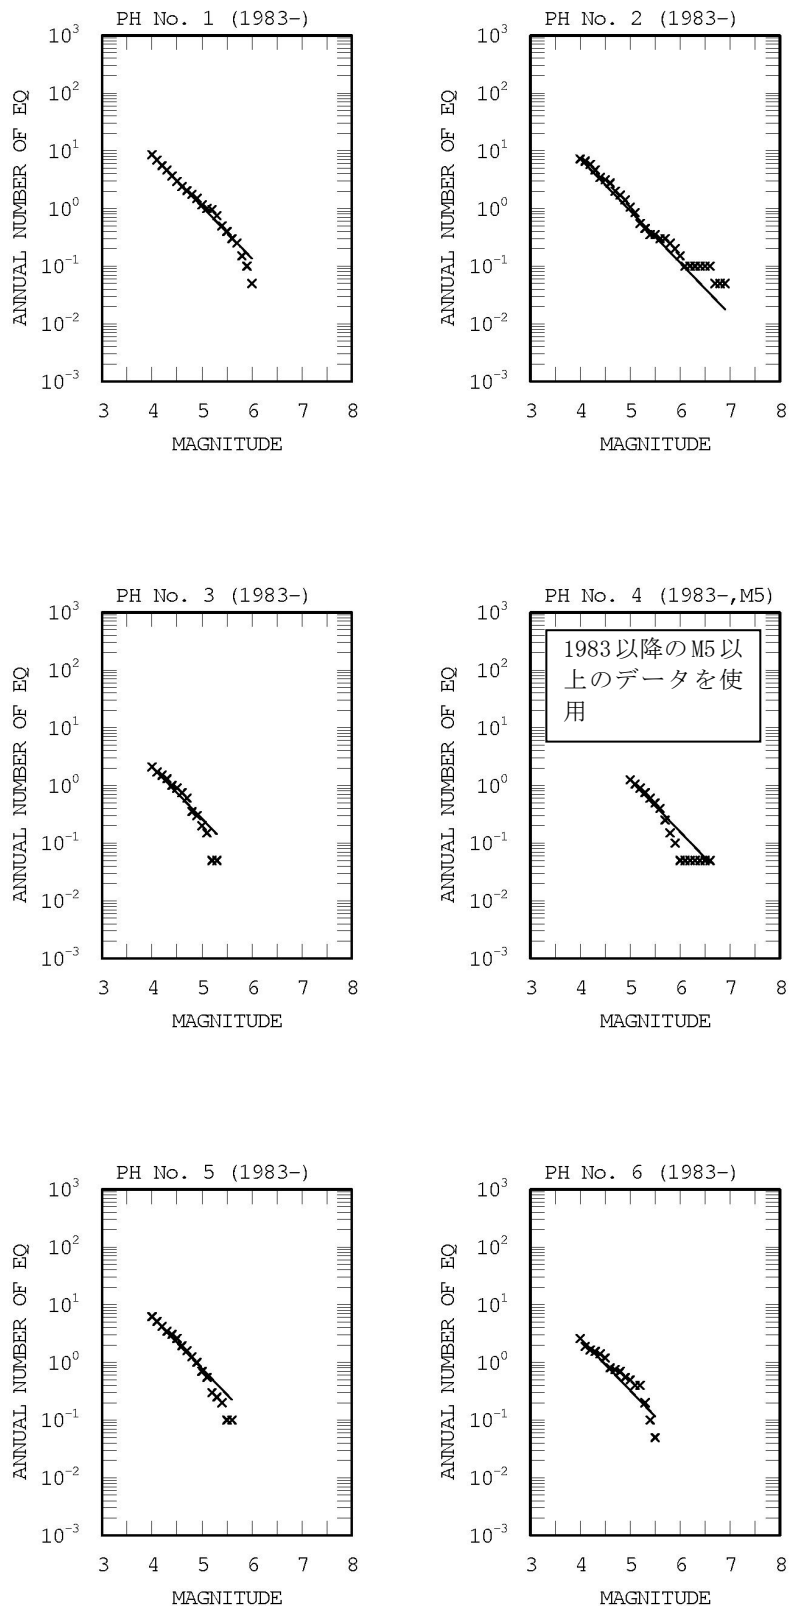 PH No. 1 (1983-)
10³
10²
10¹
10⁰
10⁻¹
10⁻²
10⁻³
ANNUAL NUMBER OF EQ
3 4 5 6 7 8
MAGNITUDE
PH No. 2 (1983-)
10³
10²
10¹
10⁰
10⁻¹
10⁻²
10⁻³
ANNUAL NUMBER OF EQ
3 4 5 6 7 8
MAGNITUDE
PH No. 3 (1983-)
10³
10²
10¹
10⁰
10⁻¹
10⁻²
10⁻³
ANNUAL NUMBER OF EQ
3 4 5 6 7 8
MAGNITUDE
PH No. 4 (1983-,M5)
1983以降のM5以
上のデータを使
用
10³
10²
10¹
10⁰
10⁻¹
10⁻²
10⁻³
ANNUAL NUMBER OF EQ
3 4 5 6 7 8
MAGNITUDE
PH No. 5 (1983-)
10³
10²
10¹
10⁰
10⁻¹
10⁻²
10⁻³
ANNUAL NUMBER OF EQ
3 4 5 6 7 8
MAGNITUDE
PH No. 6 (1983-)
10³
10²
10¹
10⁰
10⁻¹
10⁻²
10⁻³
ANNUAL NUMBER OF EQ
3 4 5 6 7 8
MAGNITUDE